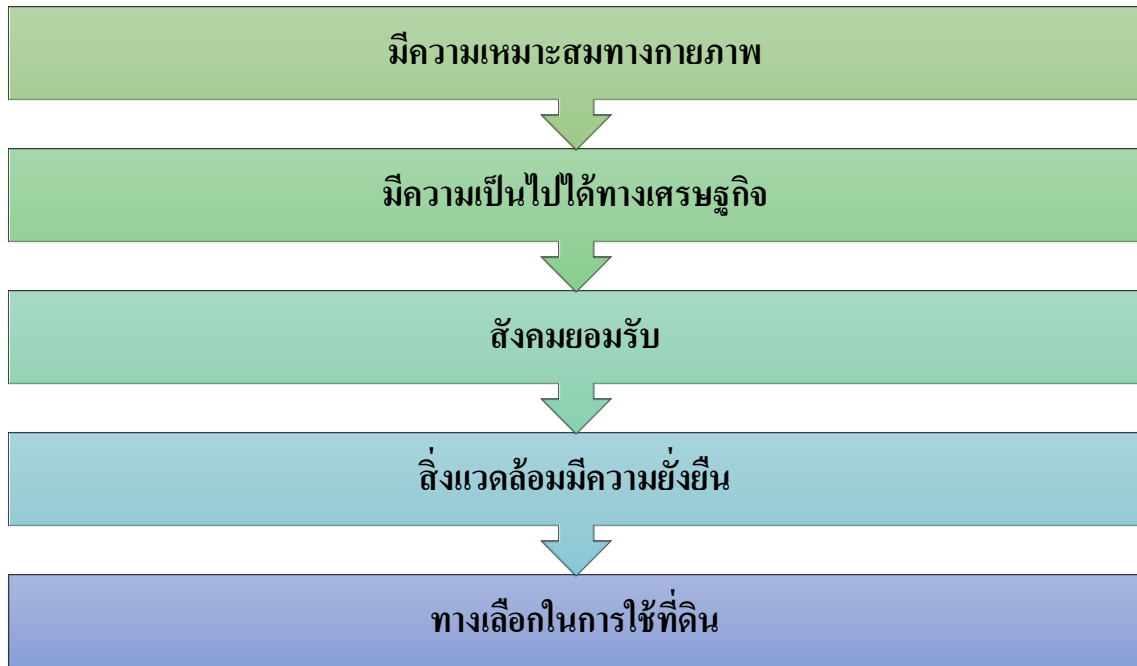 มีความเหมาะสมทางกายภาพ
มีความเป็นไปได้ทางเศรษฐกิจ
สังคมยอมรับ
สิ่งแวดล้อมมีความยั่งยืน
ทางเลือกในการใช้ที่ดิน